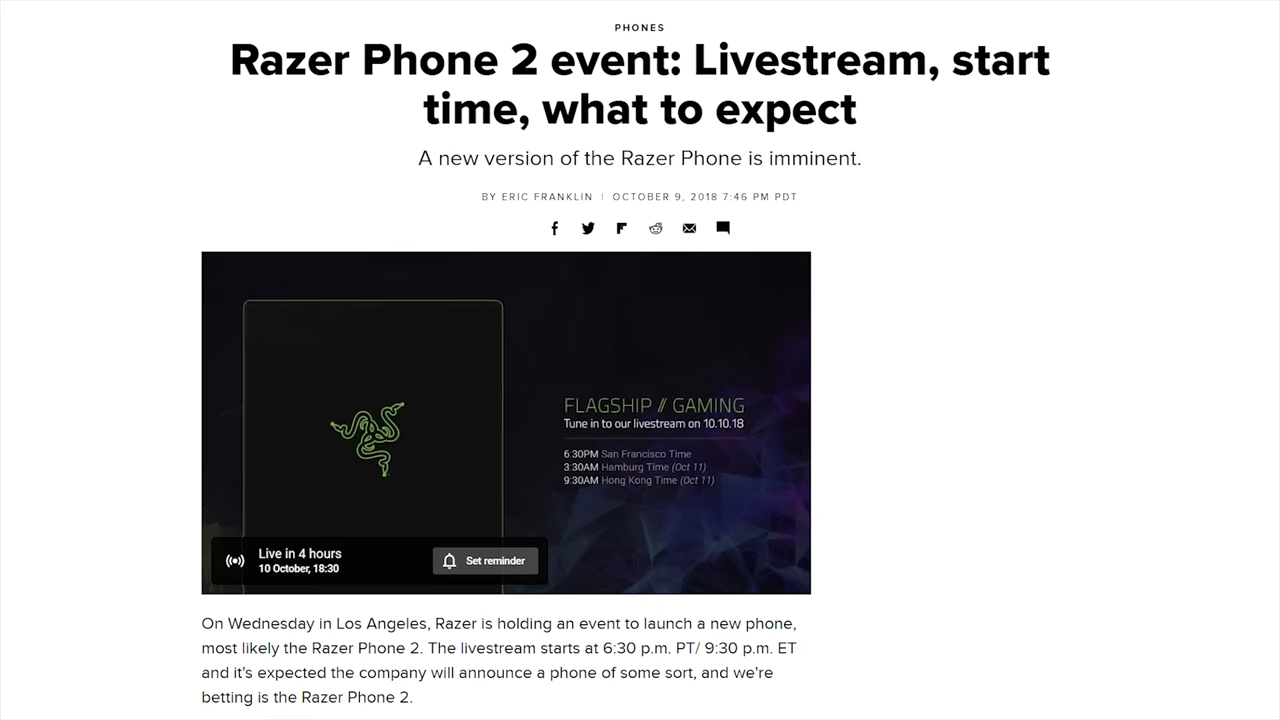 PHONES
Razer Phone 2 event: Livestream, start
time, what to expect
A new version of the Razer Phone is imminent.
BY ERIC FRANKLIN | OCTOBER 9, 2018 7:46 PM PDT
FLAGSHIP // GAMING
Tune in to our livestream on 10.10.18
6:30PM San Francisco Time
3:30AM Hamburg Time (Oct 11)
9:30AM Hong Kong Time (Oct 11)
Live in 4 hours
10 October, 18:30
Set reminder
On Wednesday in Los Angeles, Razer is holding an event to launch a new phone,
most likely the Razer Phone 2. The livestream starts at 6:30 p.m. PT/ 9:30 p.m. ET
and it's expected the company will announce a phone of some sort, and we're
betting is the Razer Phone 2.